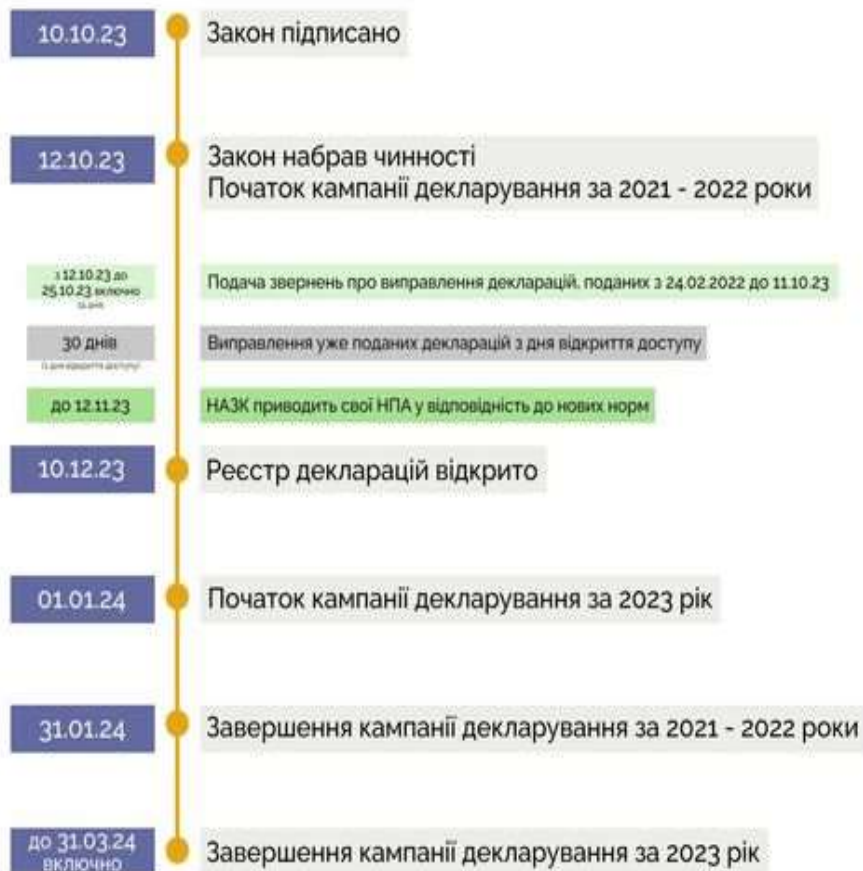 10.10.23
Закон підписано
12.10.23
Закон набрав чинності
Початок кампанії декларування за 2021 - 2022 роки
з 12.10.23 до
25.10.23 включно
Подача звернень про виправлення декларацій, поданих з 24.02.2022 до 11.10.23
30 днів
Виправлення уже поданих декларацій з дня відкриття доступу
до 12.11.23
НАЗК приводить свої НПА у відповідність до нових норм
10.12.23
Реєстр декларацій відкрито
01.01.24
Початок кампанії декларування за 2023 рік
31.01.24
Завершення кампанії декларування за 2021 - 2022 роки
до 31.03.24
включно
Завершення кампанії декларування за 2023 рік